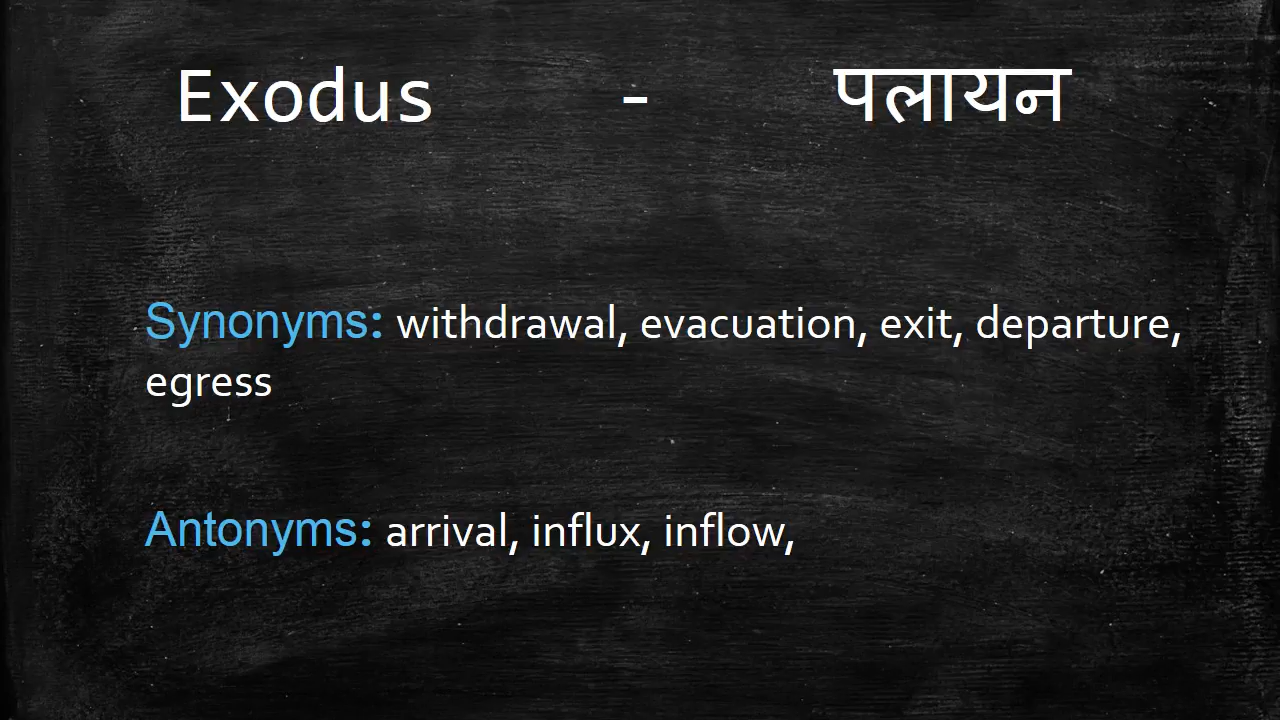 Exodus - पलायन
Synonyms: withdrawal, evacuation, exit, departure,
egress
Antonyms: arrival, influx, inflow,